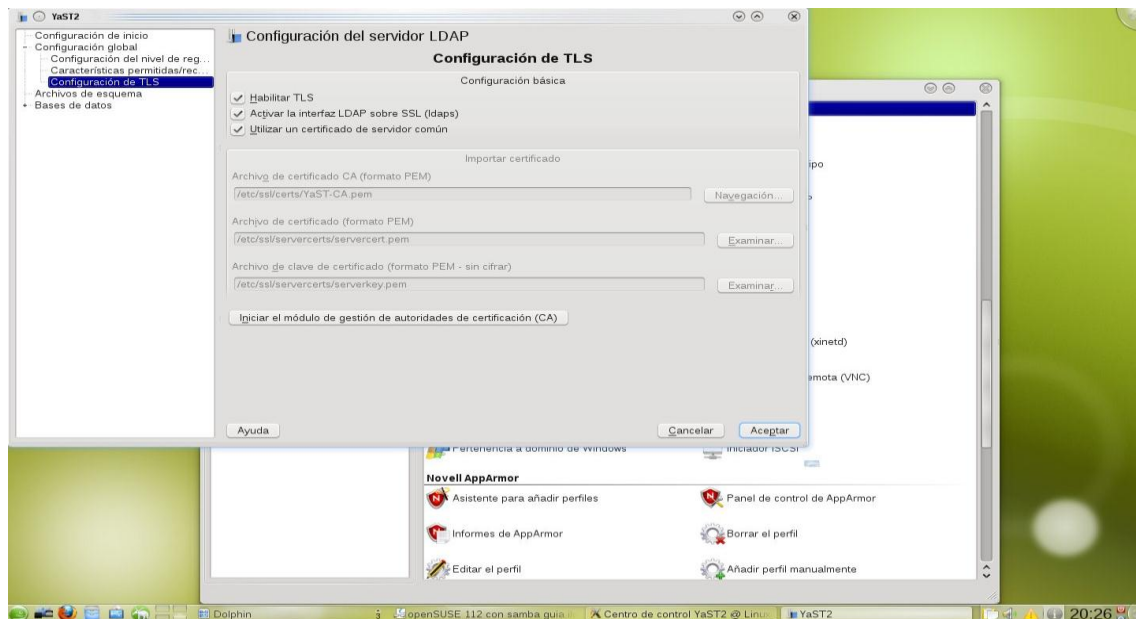 YaST2
Configuración de inicio
Configuración global
Configuración del nivel de reg...
Características permitidas/rec...
Configuración de TLS
Archivos de esquema
Bases de datos
Configuración del servidor LDAP
Configuración de TLS
Configuración básica
Habilitar TLS
Activar la interfaz LDAP sobre SSL (ldaps)
Utilizar un certificado de servidor común
Importar certificado
Archivo de certificado CA (formato PEM)
/etc/ssl/certs/YaST-CA.pem
Navegación...
Archivo de certificado (formato PEM)
/etc/ssl/servercerts/servercert.pem
Examinar...
Archivo de clave de certificado (formato PEM - sin cifrar)
/etc/ssl/servercerts/serverkey.pem
Examinar...
Iniciar el módulo de gestión de autoridades de certificación (CA)
Ayuda
Cancelar
Aceptar
ipo
(xinetd)
emota (VNC)
Pertenencia a dominio de Windows
Iniciador iSCSI
Novell AppArmor
Asistente para añadir perfiles
Panel de control de AppArmor
Informes de AppArmor
Borrar el perfil
Editar el perfil
Añadir perfil manualmente
Dolphin
openSUSE 112 con samba guia
Centro de control YaST2 @ Linu
YaST2
20:26